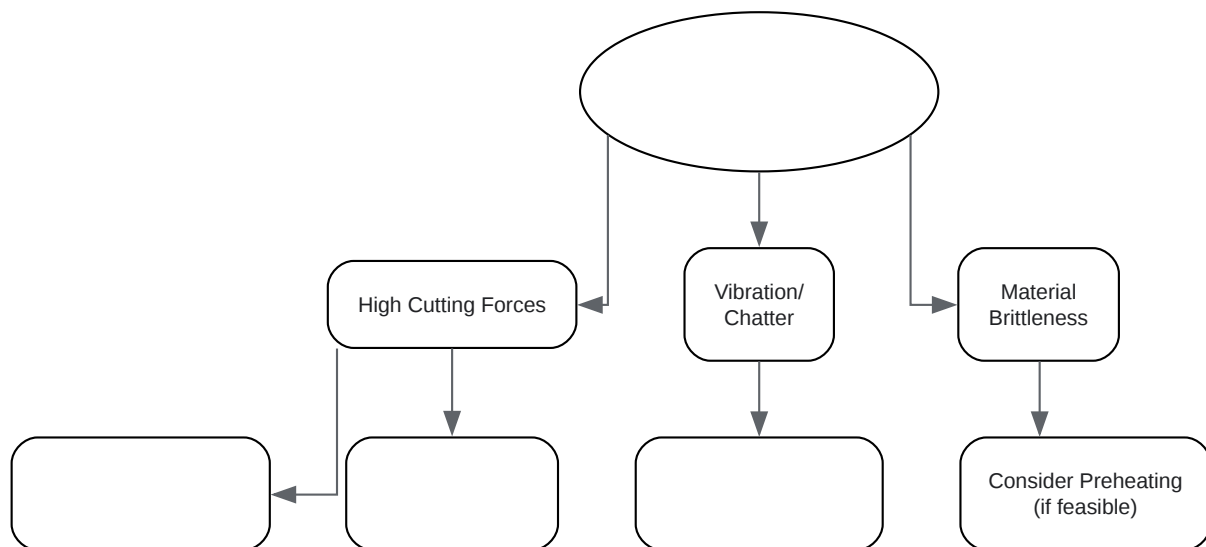 High Cutting Forces
Vibration/
Chatter
Material
Brittleness
Consider Preheating
(if feasible)